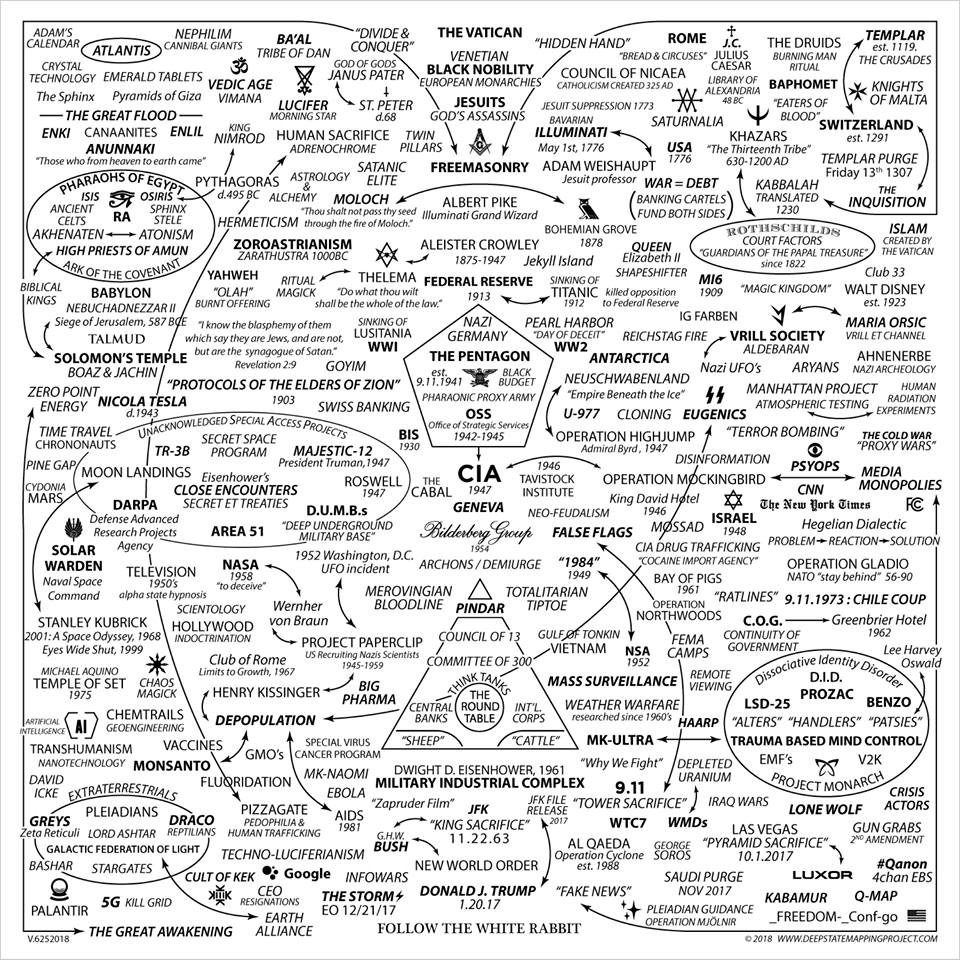 ADAM'S
CALENDAR
ATLANTIS
NEPHILIM
CANNIBAL GIANTS
BA'AL
TRIBE OF DAN
"DIVIDE &
CONQUER"
THE VATICAN
"HIDDEN HAND"
ROME
"BREAD & CIRCUSES"
J.C.
JULIUS
CAESAR
THE DRUIDS
BURNING MAN
RITUAL
TEMPLAR
est. 1119.
THE CRUSADES
CRYSTAL
TECHNOLOGY
EMERALD TABLETS
The Sphinx
Pyramids of Giza
VEDIC AGE
VIMANA
LUCIFER
MORNING STAR
GOD OF GODS
JANUS PATER
ST. PETER
d.68
VENETIAN
BLACK NOBILITY
EUROPEAN MONARCHIES
JESUITS
GOD'S ASSASSINS
COUNCIL OF NICAEA
CATHOLICISM CREATED 325 AD
LIBRARY OF
ALEXANDRIA
48 BC
BAPHOMET
"EATERS OF
BLOOD"
KNIGHTS
OF MALTA
THE GREAT FLOOD
ENKI
CANAANITES
ENLIL
ANUNNAKI
"Those who from heaven to earth came"
KING
NIMROD
HUMAN SACRIFICE
ADRENOCHROME
TWIN
PILLARS
G
FREEMASONRY
JESUIT SUPPRESSION 1773
BAVARIAN
ILLUMINATI
May 1st, 1776
ADAM WEISHAUPT
Jesuit professor
SATURNALIA
USA
1776
KHAZARS
"The Thirteenth Tribe"
630-1200 AD
SWITZERLAND
est. 1291
TEMPLAR PURGE
Friday 13th 1307
PHARAOHS OF EGYPT
ISIS
OSIRIS
RA
ANCIENT
CELTS
SPHINX
STELE
AKHENATEN
ATONISM
HIGH PRIESTS OF AMUN
ARK OF THE COVENANT
PYTHAGORAS
d.495 BC
ASTROLOGY
&
ALCHEMY
SATANIC
ELITE
MOLOCH
"Thou shalt not pass thy seed
through the fire of Moloch."
HERMETICISM
ALBERT PIKE
Illuminati Grand Wizard
BOHEMIAN GROVE
1878
WAR = DEBT
BANKING CARTELS
FUND BOTH SIDES
KABBALAH
TRANSLATED
1230
THE
INQUISITION
ROTHSCHILDS
COURT FACTORS
"GUARDIANS OF THE PAPAL TREASURE"
since 1822
ISLAM
CREATED BY
THE VATICAN
ZOROASTRIANISM
ZARATHUSTRA 1000BC
ALEISTER CROWLEY
1875-1947
Jekyll Island
QUEEN
Elizabeth II
SHAPESHIFTER
BIBLICAL
KINGS
BABYLON
NEBUCHADNEZZAR II
Siege of Jerusalem, 587 BCE
TALMUD
YAHWEH
"OLAH"
BURNT OFFERING
RITUAL
MAGICK
THELEMA
"Do what thou wilt
shall be the whole of the law."
FEDERAL RESERVE
1913
SINKING OF
TITANIC
1912
killed opposition
to Federal Reserve
MI6
1909
"MAGIC KINGDOM"
Club 33
WALT DISNEY
est. 1923
SOLOMON'S TEMPLE
BOAZ & JACHIN
"I know the blasphemy of them
which say they are Jews, and are not,
but are the synagogue of Satan."
Revelation 2:9
SINKING OF
LUSITANIA
WWI
GOYIM
NAZI
GERMANY
THE PENTAGON
est.
9.11.1941
BLACK
BUDGET
PHARAONIC PROXY ARMY
OSS
Office of Strategic Services
1942-1945
PEARL HARBOR
"DAY OF DECEIT"
WW2
REICHSTAG FIRE
IG FARBEN
VRILL SOCIETY
ALDEBARAN
MARIA ORSIC
VRILL ET CHANNEL
ANTARCTICA
Nazi UFO's
ARYANS
AHNENERBE
NAZI ARCHEOLOGY
ZERO POINT
ENERGY
NICOLA TESLA
d.1943
"PROTOCOLS OF THE ELDERS OF ZION"
1903
SWISS BANKING
NEUSCHWABENLAND
"Empire Beneath the Ice"
U-977
CLONING
EUGENICS
MANHATTAN PROJECT
ATMOSPHERIC TESTING
HUMAN
RADIATION
EXPERIMENTS
TIME TRAVEL
CHRONONAUTS
UNACKNOWLEDGED SPECIAL ACCESS PROJECTS
TR-3B
SECRET SPACE
PROGRAM
MAJESTIC-12
President Truman,1947
BIS
1930
OPERATION HIGHJUMP
Admiral Byrd , 1947
"TERROR BOMBING"
THE COLD WAR
"PROXY WARS"
PINE GAP
CYDONIA
MARS
MOON LANDINGS
Eisenhower's
CLOSE ENCOUNTERS
SECRET ET TREATIES
ROSWELL
1947
THE
CABAL
CIA
1947
GENEVA
1946
TAVISTOCK
INSTITUTE
DISINFORMATION
OPERATION MOCKINGBIRD
PSYOPS
CNN
MEDIA
MONOPOLIES
DARPA
Defense Advanced
Research Projects
Agency
AREA 51
D.U.M.B.s
"DEEP UNDERGROUND
MILITARY BASE"
NEO-FEUDALISM
King David Hotel
1946
MOSSAD
ISRAEL
1948
The New York Times
FCC
Hegelian Dialectic
PROBLEM
REACTION
SOLUTION
SOLAR
WARDEN
Naval Space
Command
Bilderberg Group
1954
FALSE FLAGS
CIA DRUG TRAFFICKING
"COCAINE IMPORT AGENCY"
OPERATION GLADIO
NATO "stay behind" 56-90
TELEVISION
1950's
alpha state hypnosis
NASA
1958
"to deceive"
1952 Washington, D.C.
UFO incident
ARCHONS / DEMIURGE
"1984"
1949
BAY OF PIGS
1961
"RATLINES"
9.11.1973 : CHILE COUP
STANLEY KUBRICK
2001: A Space Odyssey, 1968
Eyes Wide Shut, 1999
SCIENTOLOGY
HOLLYWOOD
INDOCTRINATION
Wernher
von Braun
MEROVINGIAN
BLOODLINE
PINDAR
TOTALITARIAN
TIPTOE
OPERATION
NORTHWOODS
C.O.G.
CONTINUITY OF
GOVERNMENT
Greenbrier Hotel
1962
PROJECT PAPERCLIP
US Recruiting Nazis Scientists
1945-1959
COUNCIL OF 13
COMMITTEE OF 300
THINK TANKS
THE
ROUND
TABLE
CENTRAL
BANKS
INT'L.
CORPS
"SHEEP"
"CATTLE"
GULF OF TONKIN
VIETNAM
NSA
1952
FEMA
CAMPS
Lee Harvey
Oswald
MICHAEL AQUINO
TEMPLE OF SET
1975
CHAOS
MAGICK
Club of Rome
Limits to Growth, 1967
HENRY KISSINGER
BIG
PHARMA
MASS SURVEILLANCE
REMOTE
VIEWING
Dissociative Identity Disorder
D.I.D.
PROZAC
LSD-25
BENZO
"ALTERS"
"HANDLERS"
"PATSIES"
TRAUMA BASED MIND CONTROL
EMF's
V2K
PROJECT MONARCH
ARTIFICIAL
INTELLIGENCE
AI
CHEMTRAILS
GEOENGINEERING
DEPOPULATION
WEATHER WARFARE
researched since 1960's
HAARP
MK-ULTRA
TRANSHUMANISM
NANOTECHNOLOGY
VACCINES
MONSANTO
GMO's
SPECIAL VIRUS
CANCER PROGRAM
"Why We Fight"
DEPLETED
URANIUM
DAVID
ICKE
FLUORIDATION
MK-NAOMI
EBOLA
AIDS
1981
DWIGHT D. EISENHOWER, 1961
MILITARY INDUSTRIAL COMPLEX
9.11
"TOWER SACRIFICE"
WTC7
WMDs
IRAQ WARS
LONE WOLF
CRISIS
ACTORS
EXTRATERRESTRIALS
PLEIADIANS
GREYS
Zeta Reticuli
LORD ASHTAR
DRACO
REPTILIANS
GALACTIC FEDERATION OF LIGHT
BASHAR
STARGATES
PIZZAGATE
PEDOPHILIA &
HUMAN TRAFFICKING
"Zapruder Film"
JFK
"KING SACRIFICE"
11.22.63
JFK FILE
RELEASE
2017
G.H.W.
BUSH
NEW WORLD ORDER
AL QAEDA
Operation Cyclone
est. 1988
GEORGE
SOROS
LAS VEGAS
"PYRAMID SACRIFICE"
10.1.2017
GUN GRABS
2ND AMENDMENT
TECHNO-LUCIFERIANISM
CULT OF KEK
Google
INFOWARS
CEO
RESIGNATIONS
THE STORM
EO 12/21/17
DONALD J. TRUMP
1.20.17
"FAKE NEWS"
SAUDI PURGE
NOV 2017
LUXOR
#Qanon
4chan EBS
KABAMUR
Q-MAP
PALANTIR
5G KILL GRID
EARTH
ALLIANCE
PLEIADIAN GUIDANCE
OPERATION MJÖLNIR
_FREEDOM-_Conf-go
THE GREAT AWAKENING
FOLLOW THE WHITE RABBIT
V.6252018
© 2018 WWW.DEEPSTATEMAPPINGPROJECT.COM